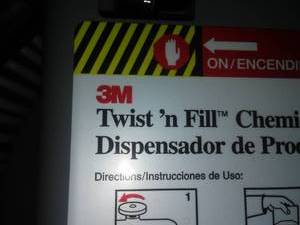 ON/ENCENDI
3M
Twist 'n Fill™ Chemi
Dispensador de Pro
Directions/Instrucciones de Uso:
1